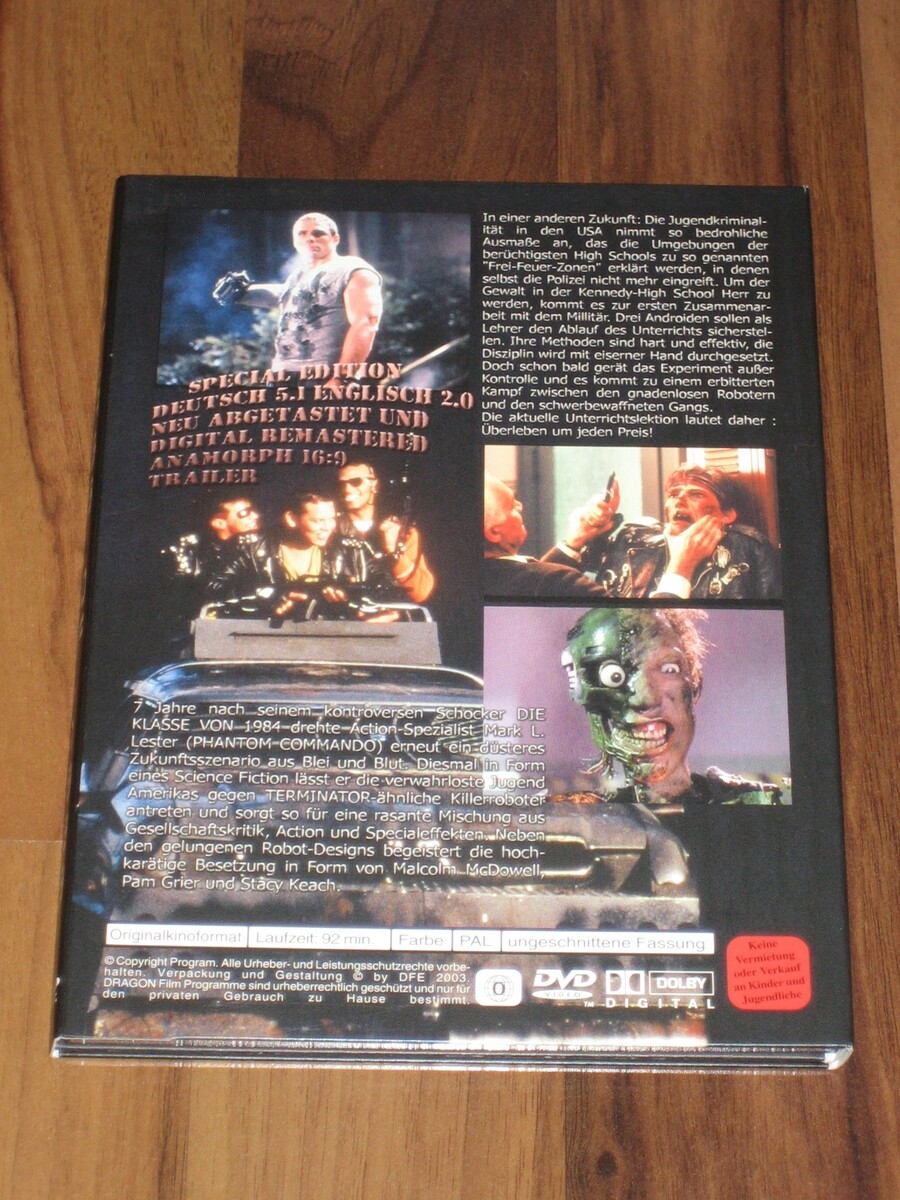 In einer anderen Zukunft: Die Jugendkriminal-
ität in den USA nimmt so bedrohliche
Ausmaße an, das die Umgebungen der
berüchtigsten High Schools zu so genannten
"Frei-Feuer-Zonen" erklärt werden, in denen
selbst die Polizei nicht mehr eingreift. Um der
Gewalt in der Kennedy-High School Herr zu
werden, kommt es zur ersten Zusammenar-
beit mit dem Millitär. Drei Androiden sollen als
Lehrer den Ablauf des Unterrichts sicherstel-
len. Ihre Methoden sind hart und effektiv, die
Disziplin wird mit eiserner Hand durchgesetzt.
Doch schon bald gerät das Experiment außer
Kontrolle und es kommt zu einem erbitterten
Kampf zwischen den gnadenlosen Robotern
und den schwerbewaffneten Gangs.
Die aktuelle Unterrichtslektion lautet daher :
Überleben um jeden Preis!
SPECIAL EDITION
DEUTSCH 5.1 ENGLISCH 2.0
NEU ABGETASTET UND
DIGITAL REMASTERED
ANAMORPH 16:9
TRAILER
7 Jahre nach seinem kontroversen Schocker DIE
KLASSE VON 1984 drehte Action-Spezialist Mark L.
Lester (PHANTOM COMMANDO) erneut ein düsteres
Zukunftsszenario aus Blei und Blut. Diesmal in Form
eines Science Fiction lässt er die verwahrloste Jugend
Amerikas gegen TERMINATOR-ähnliche Killerroboter
antreten und sorgt so für eine rasante Mischung aus
Gesellschaftskritik, Action und Specialeffekten. Neben
den gelungenen Robot-Designs begeistert die hoch-
karätige Besetzung in Form von Malcolm McDowell,
Pam Grier und Stacy Keach.
Originalkinoformat Laufzeit: 92 min. Farbe PAL ungeschnittene Fassung
© Copyright Program. Alle Urheber- und Leistungsschutzrechte vorbe-
halten. Verpackung und Gestaltung © by DFE 2003.
DRAGON Film Programme sind urheberrechtlich geschützt und nur für
den privaten Gebrauch zu Hause bestimmt.
0
DVD
VIDEO
TM
DOLBY
DIGITAL
Keine
Vermietung
oder Verkauf
an Kinder und
Jugendliche